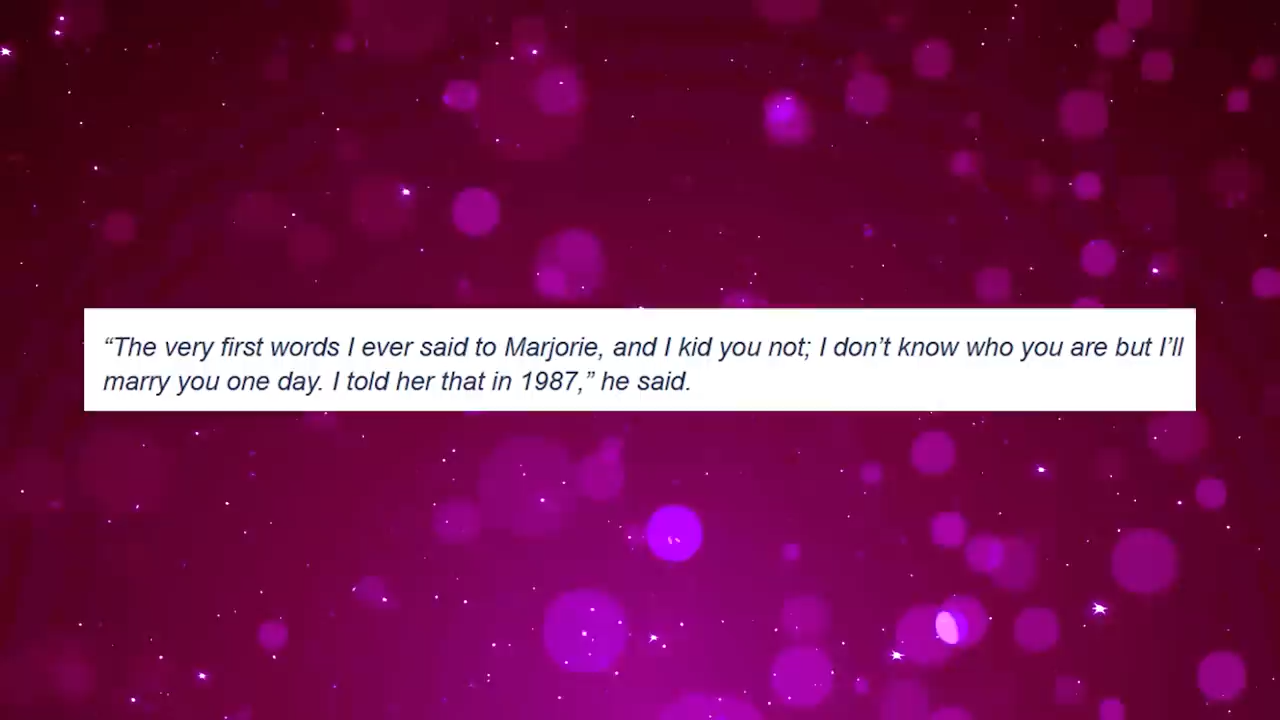 “The very first words I ever said to Marjorie, and I kid you not; I don’t know who you are but I’ll
marry you one day. I told her that in 1987,” he said.